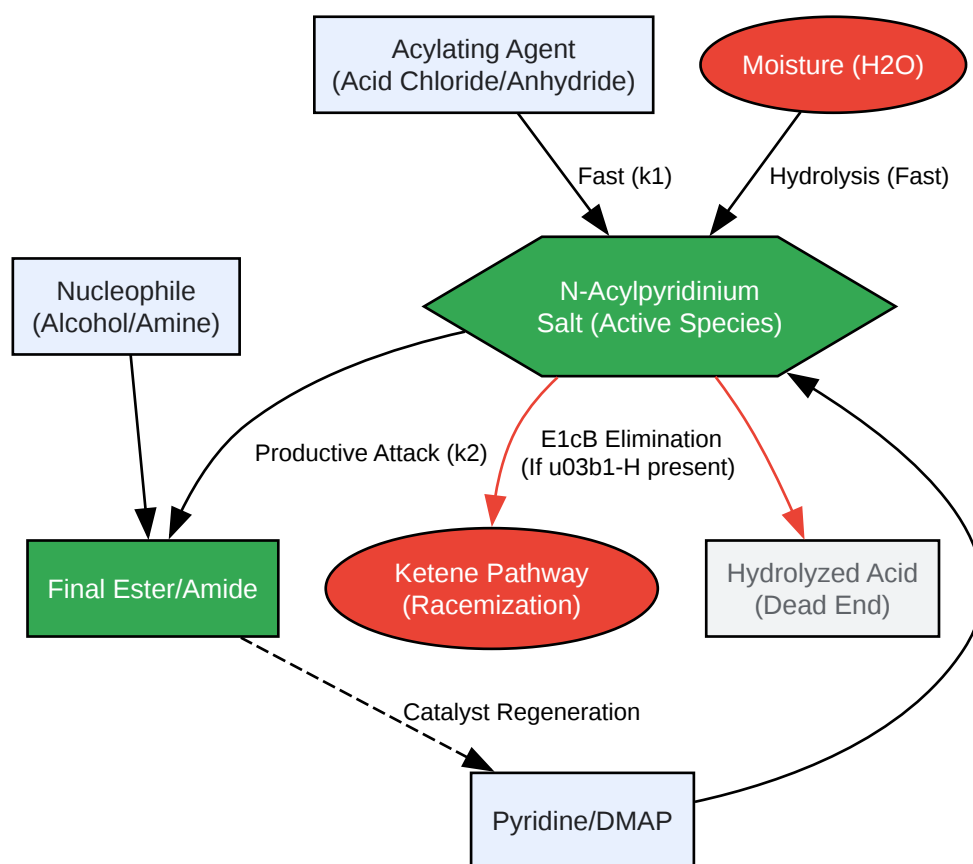 Acylating Agent
(Acid Chloride/Anhydride)
Moisture (H2O)
Fast (k1)
Hydrolysis (Fast)
Nucleophile
(Alcohol/Amine)
N-Acylpyridinium
Salt (Active Species)
Productive Attack (k2)
E1cB Elimination
(If u03b1-H present)
Final Ester/Amide
Ketene Pathway
(Racemization)
Hydrolyzed Acid
(Dead End)
Catalyst Regeneration
Pyridine/DMAP